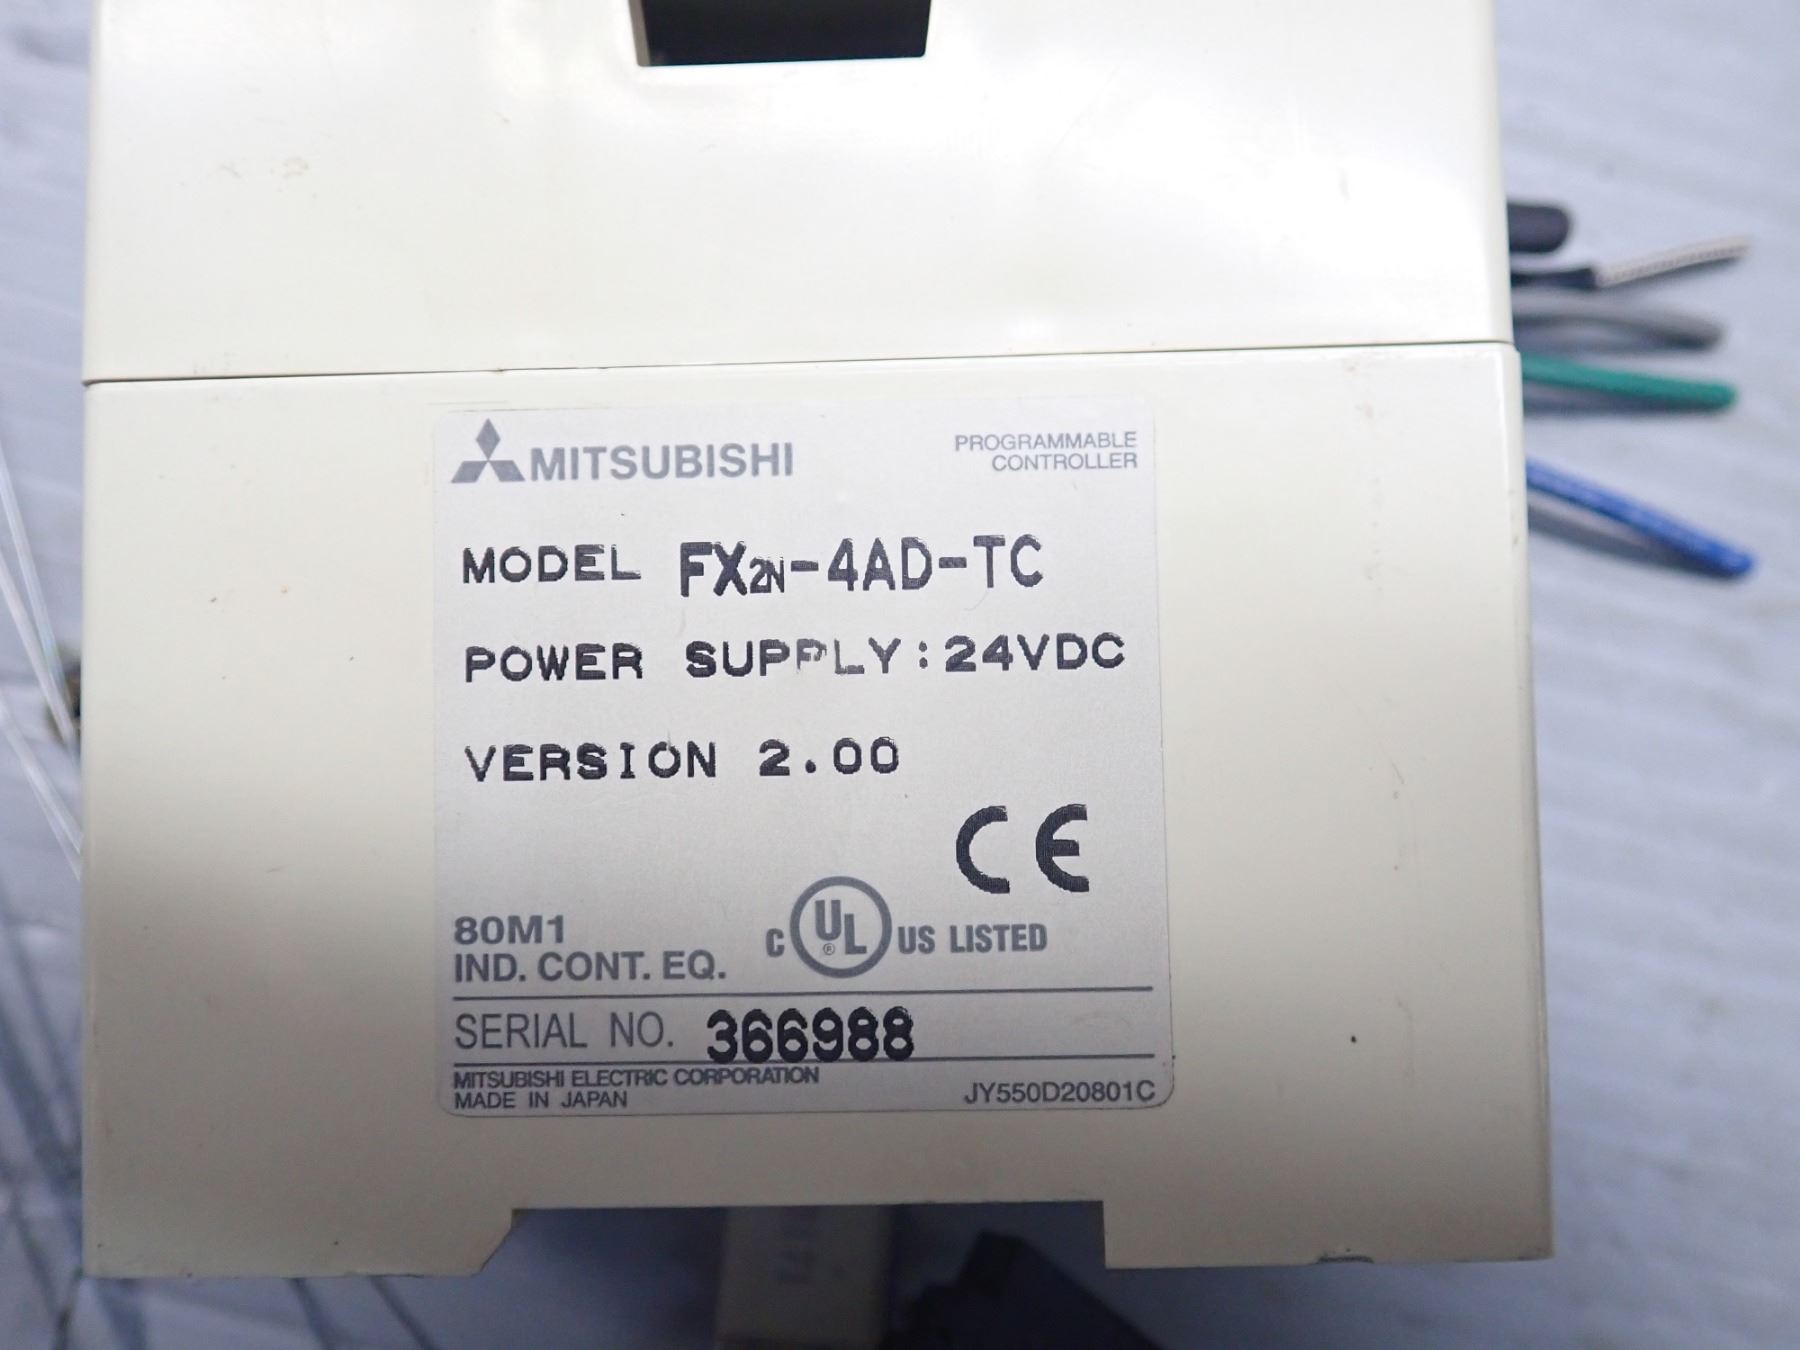 MITSUBISHI
PROGRAMMABLE
CONTROLLER
MODEL FX2N-4AD-TC
POWER SUPPLY:24VDC
VERSION 2.00
CE
80M1
IND. CONT. EQ.
C UL® US LISTED
SERIAL NO. 366988
MITSUBISHI ELECTRIC CORPORATION
MADE IN JAPAN
JY550D20801C